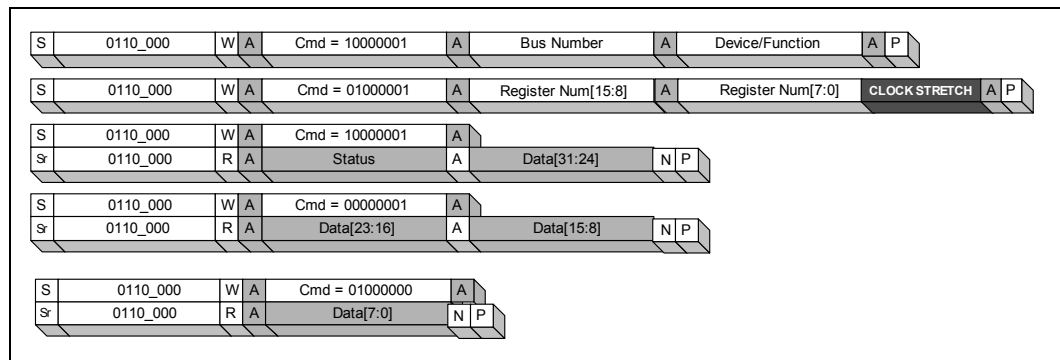 S 0110_000 W A Cmd = 10000001 A Bus Number A Device/Function A P
S 0110_000 W A Cmd = 01000001 A Register Num[15:8] A Register Num[7:0] CLOCK STRETCH A P
S 0110_000 W A Cmd = 10000001 A
Sr 0110_000 R A Status A Data[31:24] N P
S 0110_000 W A Cmd = 00000001 A
Sr 0110_000 R A Data[23:16] A Data[15:8] N P
S 0110_000 W A Cmd = 01000000 A
Sr 0110_000 R A Data[7:0] N P